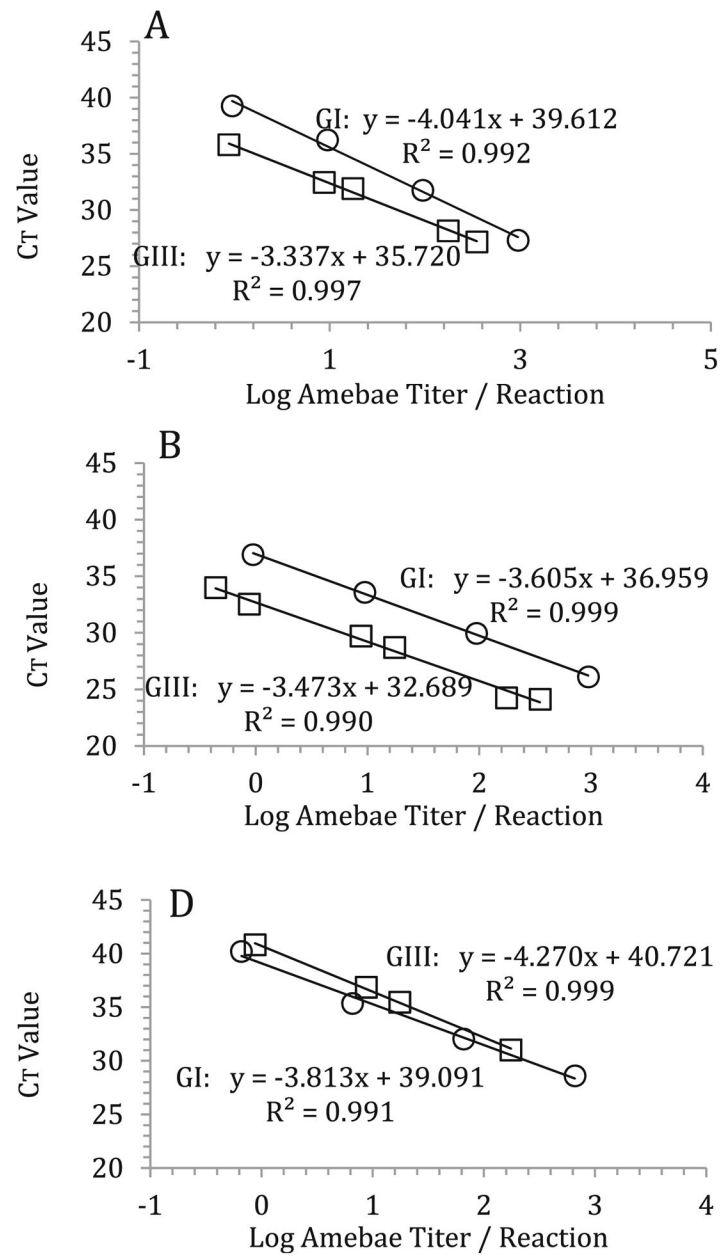 A
45
40
35
30
25
20
CT Value
GI: y = -4.041x + 39.612
R² = 0.992
GIII: y = -3.337x + 35.720
R² = 0.997
-1 1 3 5
Log Amebae Titer / Reaction
B
45
40
35
30
25
20
CT Value
GI: y = -3.605x + 36.959
R² = 0.999
GIII: y = -3.473x + 32.689
R² = 0.990
-1 0 1 2 3 4
Log Amebae Titer / Reaction
D
45
40
35
30
25
20
CT Value
GIII: y = -4.270x + 40.721
R² = 0.999
GI: y = -3.813x + 39.091
R² = 0.991
-1 0 1 2 3 4
Log Amebae Titer / Reaction